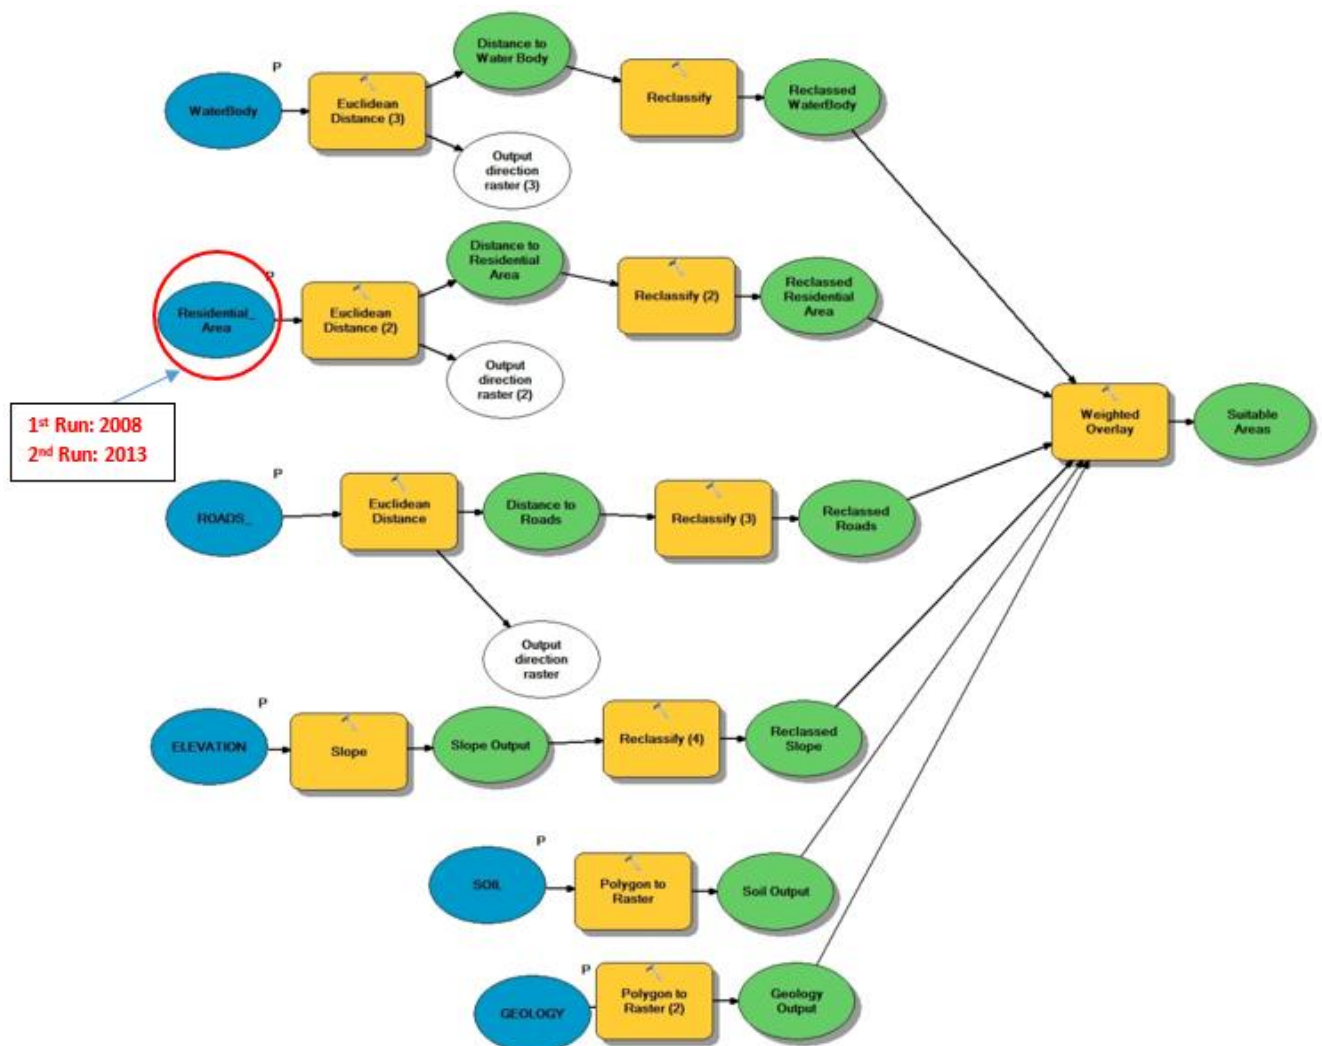 P
WaterBody
Euclidean
Distance (3)
Distance to
Water Body
Output
direction
raster (3)
Reclassify
Reclassed
WaterBody
P
Residential_
Area
Euclidean
Distance (2)
Distance to
Residential
Area
Output
direction
raster (2)
Reclassify (2)
Reclassed
Residential
Area
1st Run: 2008
2nd Run: 2013
Weighted
Overlay
Suitable
Areas
P
ROADS_
Euclidean
Distance
Distance to
Roads
Output
direction
raster
Reclassify (3)
Reclassed
Roads
P
ELEVATION
Slope
Slope Output
Reclassify (4)
Reclassed
Slope
P
SOIL
Polygon to
Raster
Soil Output
P
GEOLOGY
Polygon to
Raster (2)
Geology
Output